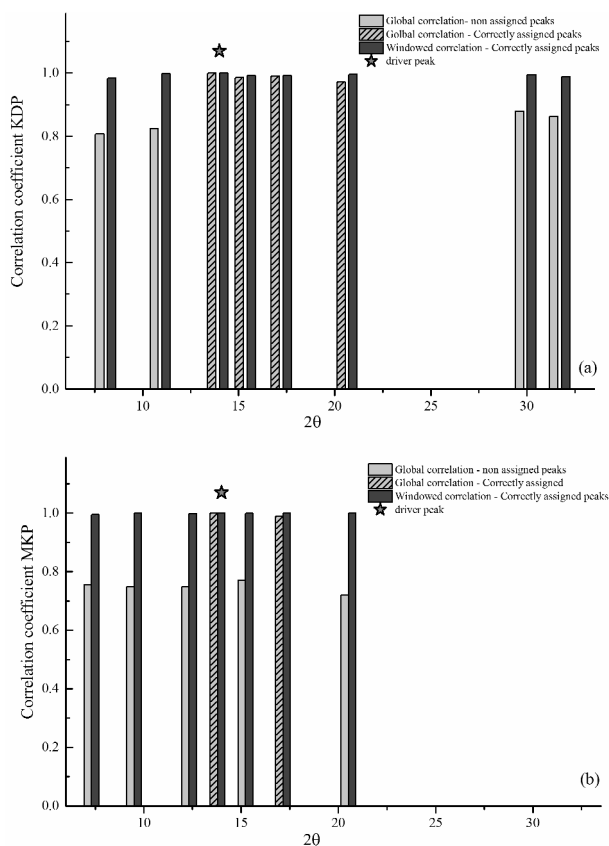 Global correlation- non assigned peaks
Golbal correlation - Correctly assigned peaks
Windowed correlation - Correctly assigned peaks
driver peak
Correlation coefficient KDP
1.0
0.8
0.6
0.4
0.2
0.0
(a)
10 15 20 25 30
2θ
Global correlation - non assigned peaks
Global correlation - Correctly assigned
Windowed correlation - Correctly assigned peaks
driver peak
Correlation coefficient MKP
1.0
0.8
0.6
0.4
0.2
0.0
(b)
10 15 20 25 30
2θ